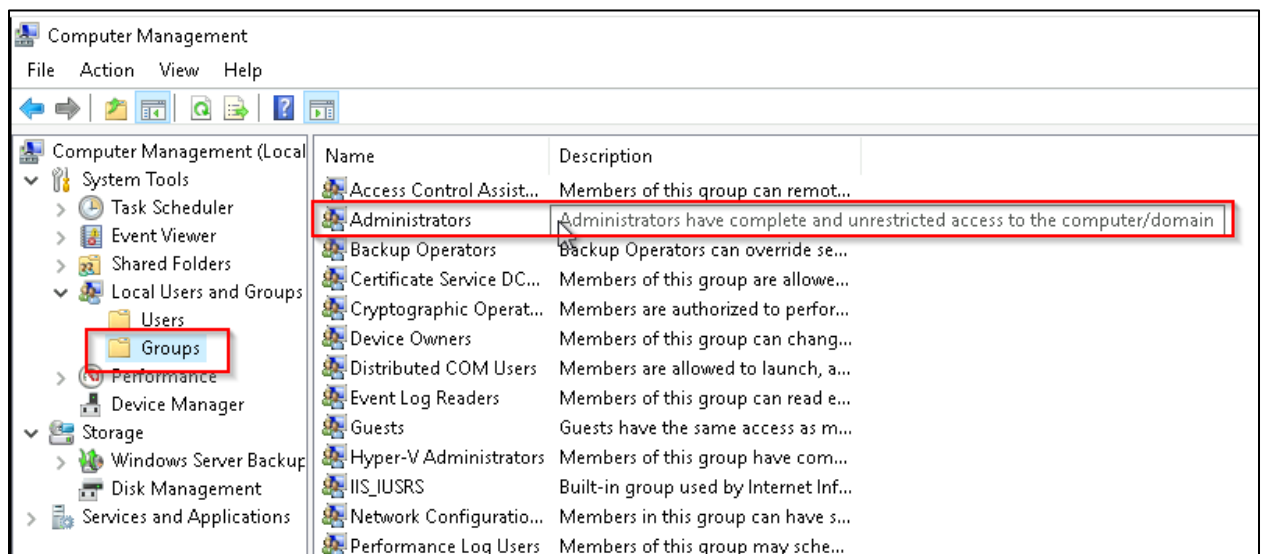 Computer Management
File Action View Help
Computer Management (Local
System Tools
Task Scheduler
Event Viewer
Shared Folders
Local Users and Groups
Users
Groups
Performance
Device Manager
Storage
Windows Server Backup
Disk Management
Services and Applications
Name Description
Access Control Assist... Members of this group can remot...
Administrators Administrators have complete and unrestricted access to the computer/domain
Backup Operators Backup Operators can override se...
Certificate Service DC... Members of this group are allowe...
Cryptographic Operat... Members are authorized to perfor...
Device Owners Members of this group can chang...
Distributed COM Users Members are allowed to launch, a...
Event Log Readers Members of this group can read e...
Guests Guests have the same access as m...
Hyper-V Administrators Members of this group have com...
IIS_IUSRS Built-in group used by Internet Inf...
Network Configuratio... Members in this group can have s...
Performance Log Users Members of this group may sche...